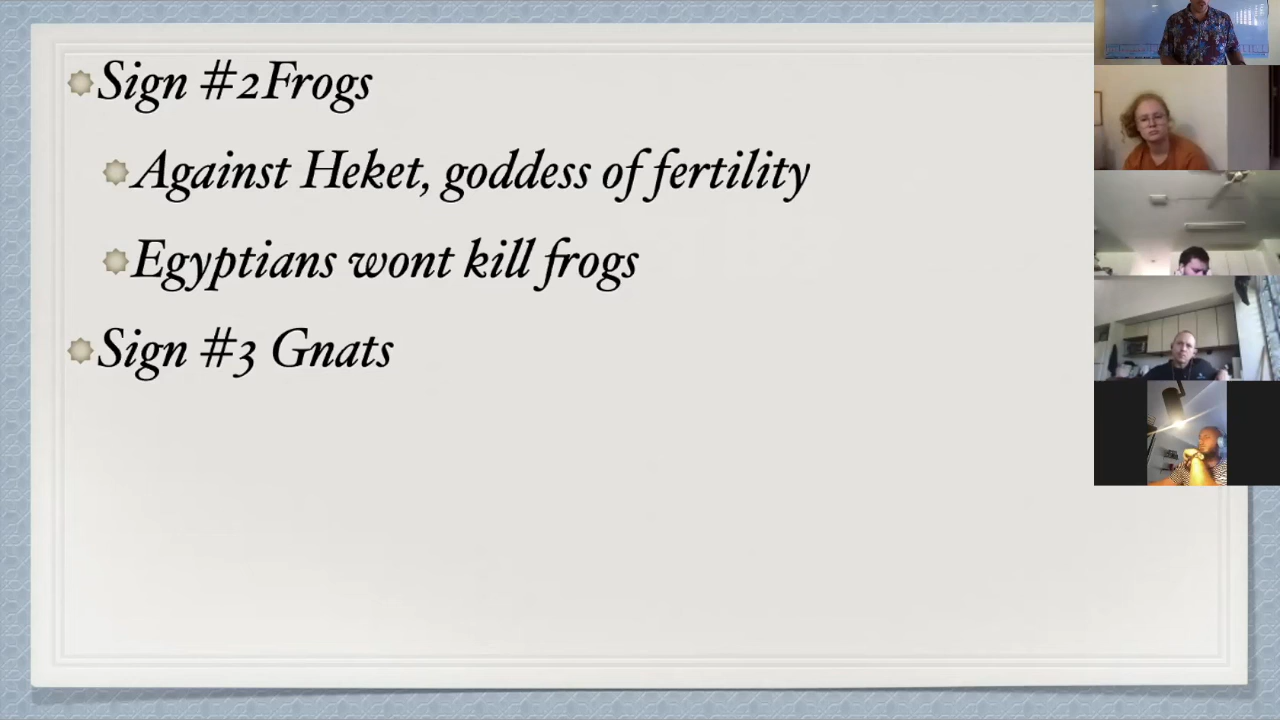 Sign #2Frogs
Against Heket, goddess of fertility
Egyptians wont kill frogs
Sign #3 Gnats